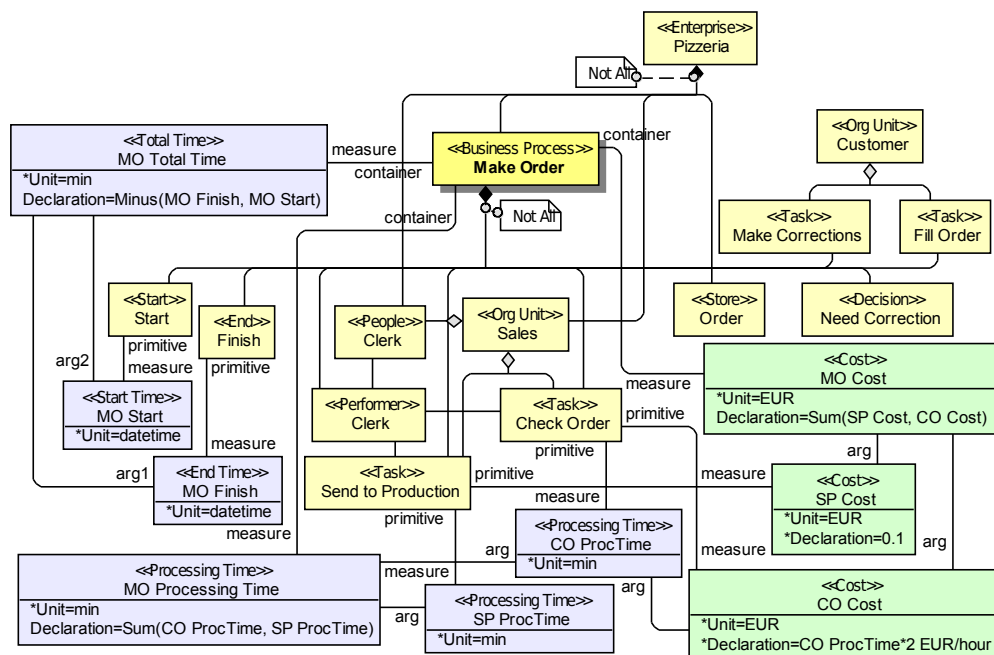 <<Enterprise>>
Pizzeria
Not All
container
<<Total Time>>
MO Total Time
*Unit=min
Declaration=Minus(MO Finish, MO Start)
measure
container
<<Business Process>>
Make Order
<<Org Unit>>
Customer
container
Not All
<<Task>>
Make Corrections
<<Task>>
Fill Order
<<Start>>
Start
<<End>>
Finish
<<People>>
Clerk
<<Org Unit>>
Sales
<<Store>>
Order
<<Decision>>
Need Correction
primitive
primitive
arg2
measure
measure
<<Start Time>>
MO Start
*Unit=datetime
<<Performer>>
Clerk
<<Task>>
Check Order
primitive
primitive
<<Cost>>
MO Cost
*Unit=EUR
Declaration=Sum(SP Cost, CO Cost)
measure
arg
arg1
<<End Time>>
MO Finish
*Unit=datetime
<<Task>>
Send to Production
primitive
primitive
measure
measure
<<Cost>>
SP Cost
*Unit=EUR
*Declaration=0.1
measure
arg
<<Processing Time>>
CO ProcTime
*Unit=min
measure
arg
arg
<<Processing Time>>
MO Processing Time
*Unit=min
Declaration=Sum(CO ProcTime, SP ProcTime)
measure
arg
<<Processing Time>>
SP ProcTime
*Unit=min
<<Cost>>
CO Cost
*Unit=EUR
*Declaration=CO ProcTime*2 EUR/hour